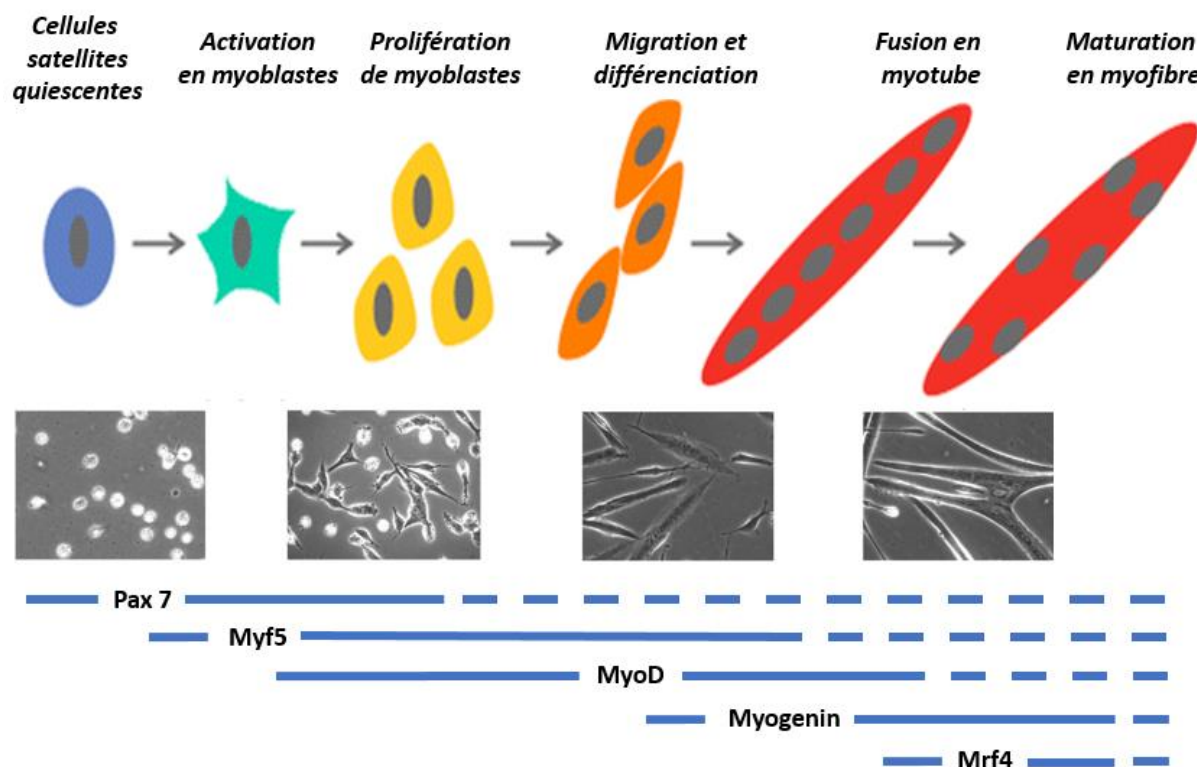 Cellules
satellites
quiescentes
Activation
en myoblastes
Prolifération
de myoblastes
Migration et
différenciation
Fusion en
myotube
Maturation
en myofibre
Pax 7
Myf5
MyoD
Myogenin
Mrf4